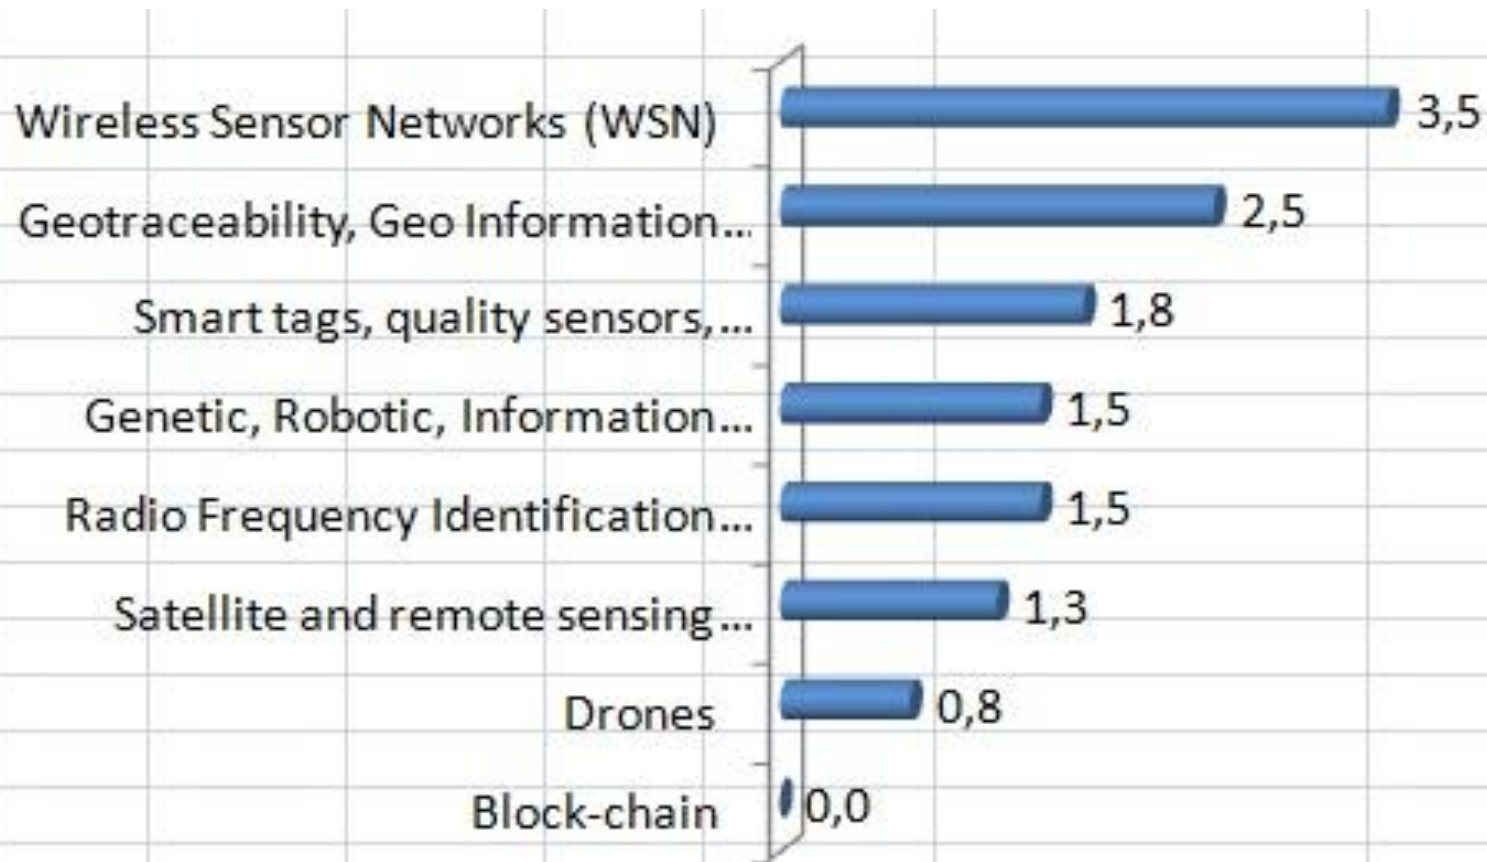 Wireless Sensor Networks (WSN) 3,5
Geotraceability, Geo Information... 2,5
Smart tags, quality sensors,... 1,8
Genetic, Robotic, Information... 1,5
Radio Frequency Identification... 1,5
Satellite and remote sensing... 1,3
Drones 0,8
Block-chain 0,0